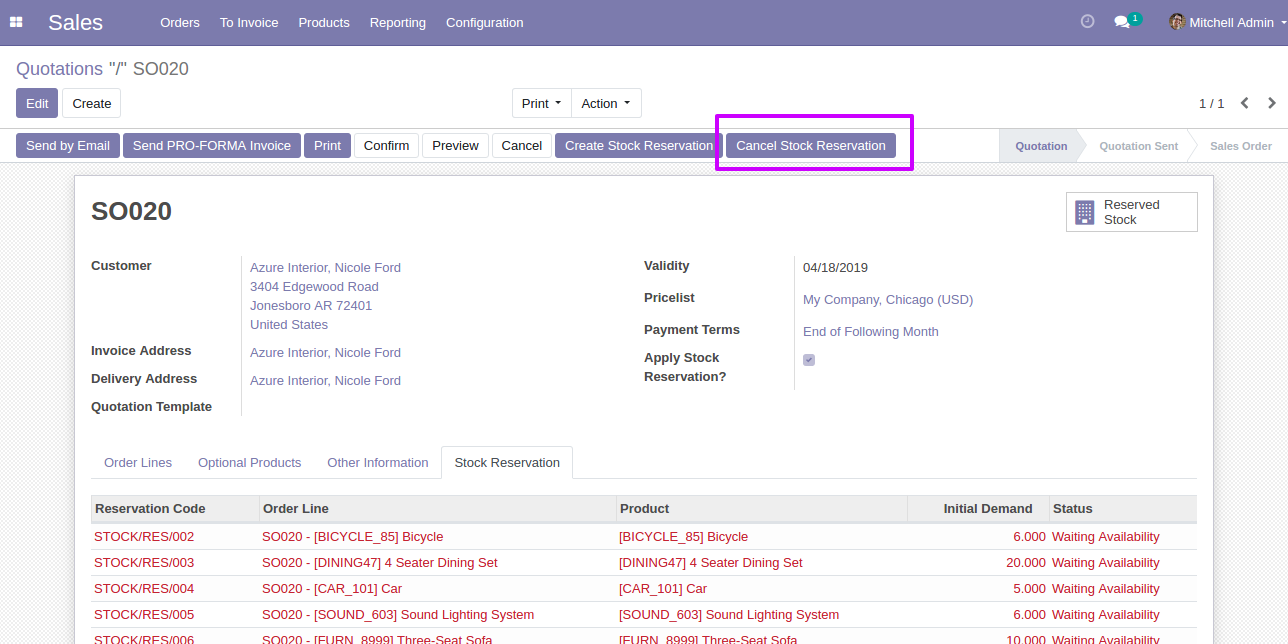 Sales Orders To Invoice Products Reporting Configuration 1 Mitchell Admin
Quotations "/" SO020
Edit Create Print Action 1 / 1
Send by Email Send PRO-FORMA Invoice Print Confirm Preview Cancel Create Stock Reservation Cancel Stock Reservation Quotation Quotation Sent Sales Order
SO020
Reserved
Stock
Customer Azure Interior, Nicole Ford
3404 Edgewood Road
Jonesboro AR 72401
United States
Invoice Address Azure Interior, Nicole Ford
Delivery Address Azure Interior, Nicole Ford
Quotation Template
Validity 04/18/2019
Pricelist My Company, Chicago (USD)
Payment Terms End of Following Month
Apply Stock
Reservation?
Order Lines Optional Products Other Information Stock Reservation
Reservation Code Order Line Product Initial Demand Status
STOCK/RES/002 SO020 - [BICYCLE_85] Bicycle [BICYCLE_85] Bicycle 6.000 Waiting Availability
STOCK/RES/003 SO020 - [DINING47] 4 Seater Dining Set [DINING47] 4 Seater Dining Set 20.000 Waiting Availability
STOCK/RES/004 SO020 - [CAR_101] Car [CAR_101] Car 5.000 Waiting Availability
STOCK/RES/005 SO020 - [SOUND_603] Sound Lighting System [SOUND_603] Sound Lighting System 6.000 Waiting Availability
STOCK/RES/006 SO020 - [FURN_8999] Three-Seat Sofa [FURN_8999] Three-Seat Sofa 10.000 Waiting Availability